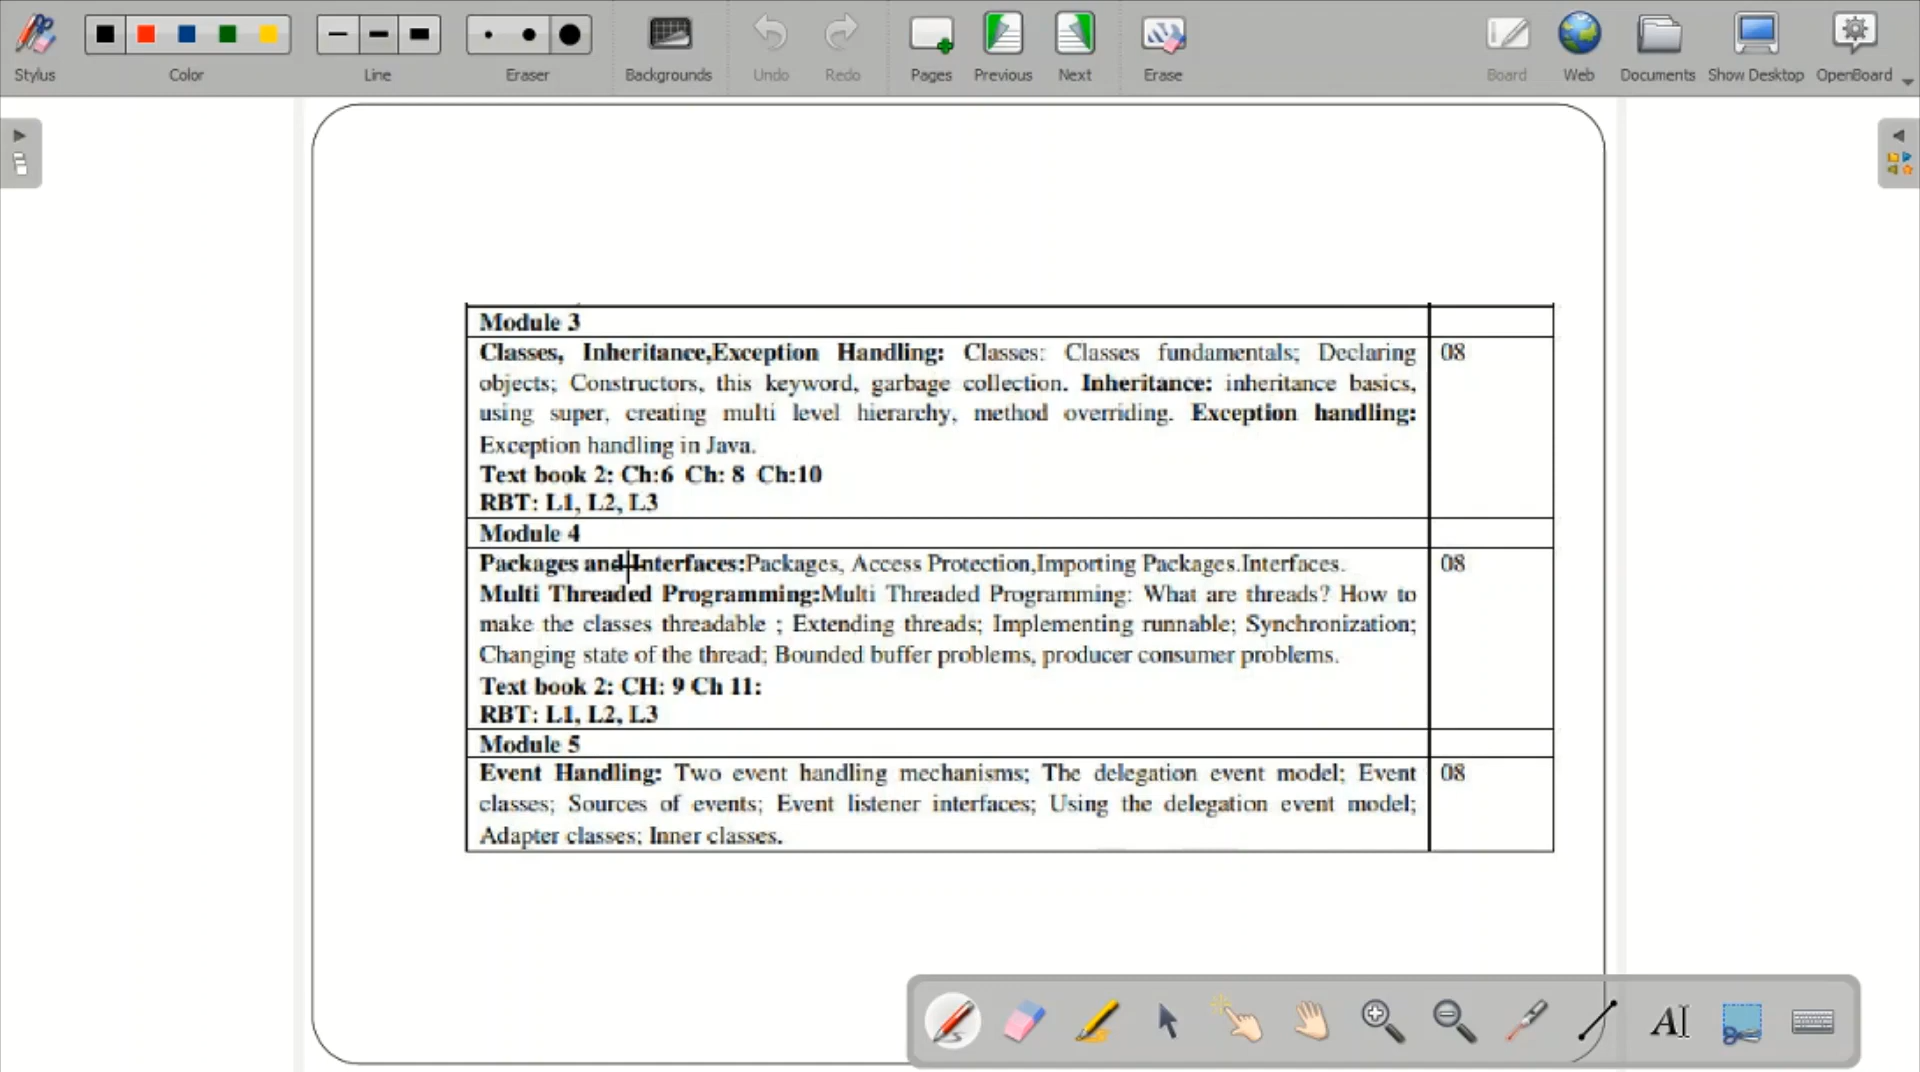 Stylus
Color
Line
Eraser
Backgrounds
Undo
Redo
Pages
Previous
Next
Erase
Board
Web
Documents
Show Desktop
OpenBoard
Module 3
Classes, Inheritance,Exception Handling: Classes: Classes fundamentals; Declaring
08
objects; Constructors, this keyword, garbage collection. Inheritance: inheritance basics,
using super, creating multi level hierarchy, method overriding. Exception handling:
Exception handling in Java.
Text book 2: Ch:6 Ch: 8 Ch:10
RBT: L1, L2, L3
Module 4
Packages and Interfaces:Packages, Access Protection,Importing Packages.Interfaces.
08
Multi Threaded Programming:Multi Threaded Programming: What are threads? How to
make the classes threadable ; Extending threads; Implementing runnable; Synchronization;
Changing state of the thread; Bounded buffer problems, producer consumer problems.
Text book 2: CH: 9 Ch 11:
RBT: L1, L2, L3
Module 5
Event Handling: Two event handling mechanisms; The delegation event model; Event
08
classes; Sources of events; Event listener interfaces; Using the delegation event model;
Adapter classes; Inner classes.
AI